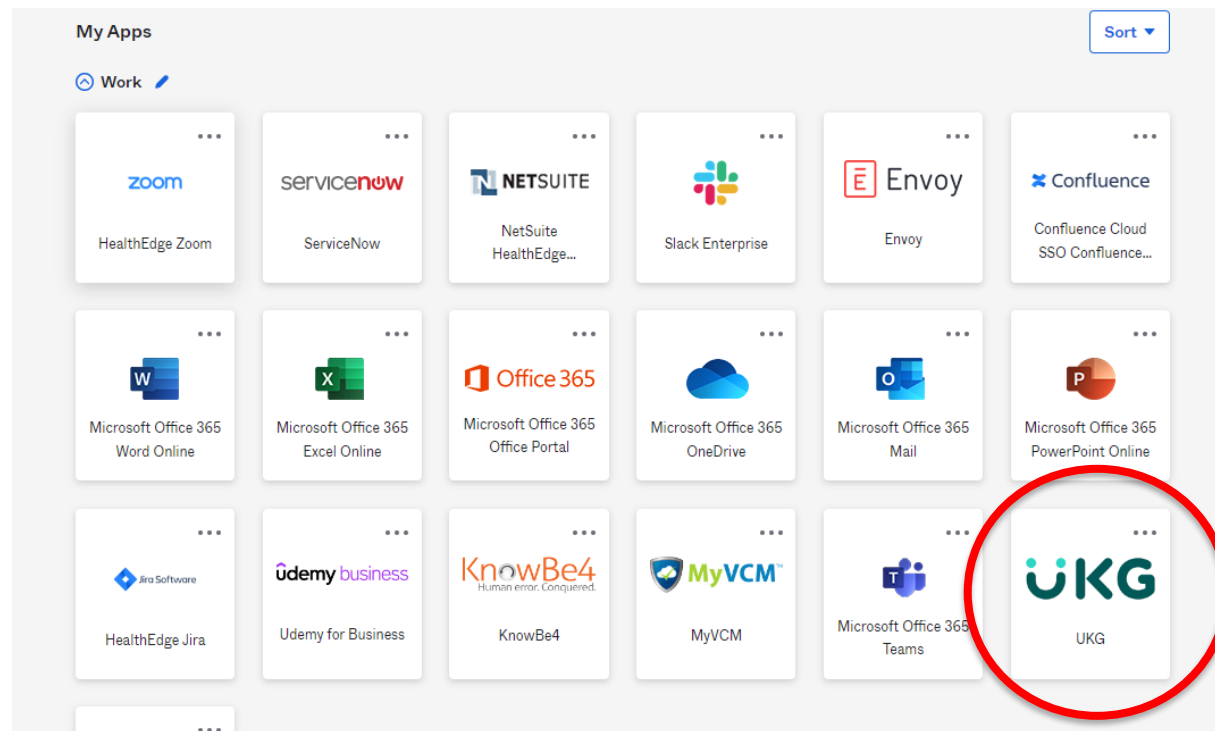 My Apps
Sort
Work
zoom
HealthEdge Zoom
servicenow
ServiceNow
N NETSUITE
NetSuite
HealthEdge...
Slack Enterprise
E Envoy
Envoy
Confluence
Confluence Cloud
SSO Confluence...
W
Microsoft Office 365
Word Online
X
Microsoft Office 365
Excel Online
Office 365
Microsoft Office 365
Office Portal
Microsoft Office 365
OneDrive
O
Microsoft Office 365
Mail
P
Microsoft Office 365
PowerPoint Online
Jira Software
HealthEdge Jira
ûdemy business
Udemy for Business
KnowBe4
Human error. Conquered.
KnowBe4
MyVCM™
MyVCM
T
Microsoft Office 365
Teams
UKG
UKG